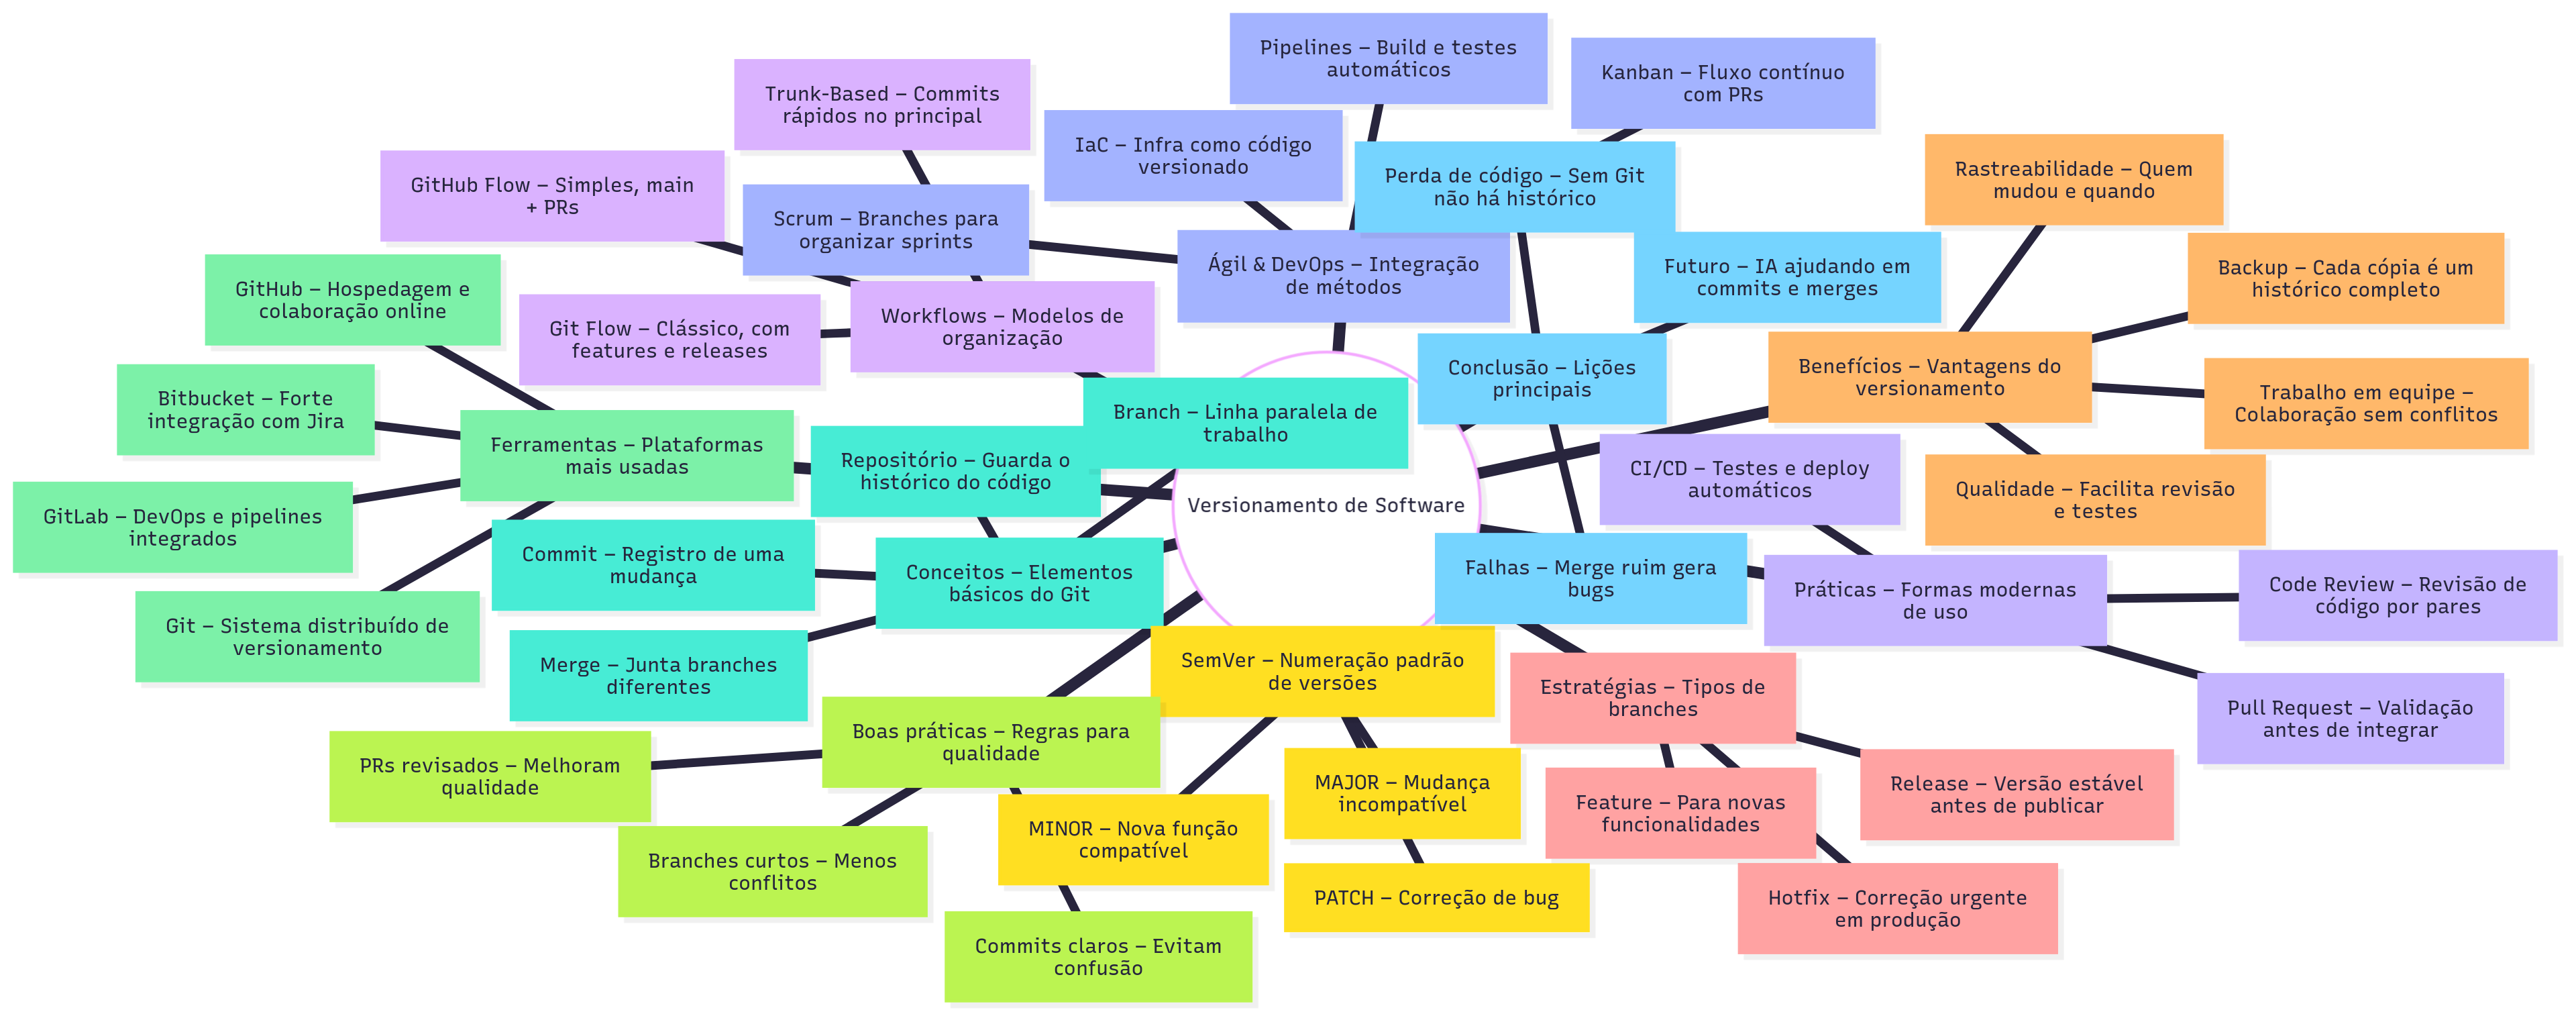 Pipelines – Build e testes
automáticos
Kanban – Fluxo contínuo
com PRs
Trunk-Based – Commits
rápidos no principal
IaC – Infra como código
versionado
Perda de código – Sem Git
não há histórico
Rastreabilidade – Quem
mudou e quando
GitHub Flow – Simples, main
+ PRs
Scrum – Branches para
organizar sprints
Ágil & DevOps – Integração
de métodos
Futuro – IA ajudando em
commits e merges
Backup – Cada cópia é um
histórico completo
GitHub – Hospedagem e
colaboração online
Git Flow – Clássico, com
features e releases
Workflows – Modelos de
organização
Conclusão – Lições
principais
Benefícios – Vantagens do
versionamento
Trabalho em equipe –
Colaboração sem conflitos
Bitbucket – Forte
integração com Jira
Branch – Linha paralela de
trabalho
Ferramentas – Plataformas
mais usadas
Repositório – Guarda o
histórico do código
CI/CD – Testes e deploy
automáticos
Qualidade – Facilita revisão
e testes
Versionamento de Software
GitLab – DevOps e pipelines
integrados
Commit – Registro de uma
mudança
Conceitos – Elementos
básicos do Git
Falhas – Merge ruim gera
bugs
Práticas – Formas modernas
de uso
Code Review – Revisão de
código por pares
Git – Sistema distribuído de
versionamento
Merge – Junta branches
diferentes
SemVer – Numeração padrão
de versões
Estratégias – Tipos de
branches
Pull Request – Validação
antes de integrar
Boas práticas – Regras para
qualidade
PRs revisados – Melhoram
qualidade
MAJOR – Mudança
incompatível
Feature – Para novas
funcionalidades
Release – Versão estável
antes de publicar
MINOR – Nova função
compatível
Branches curtos – Menos
conflitos
PATCH – Correção de bug
Hotfix – Correção urgente
em produção
Commits claros – Evitam
confusão